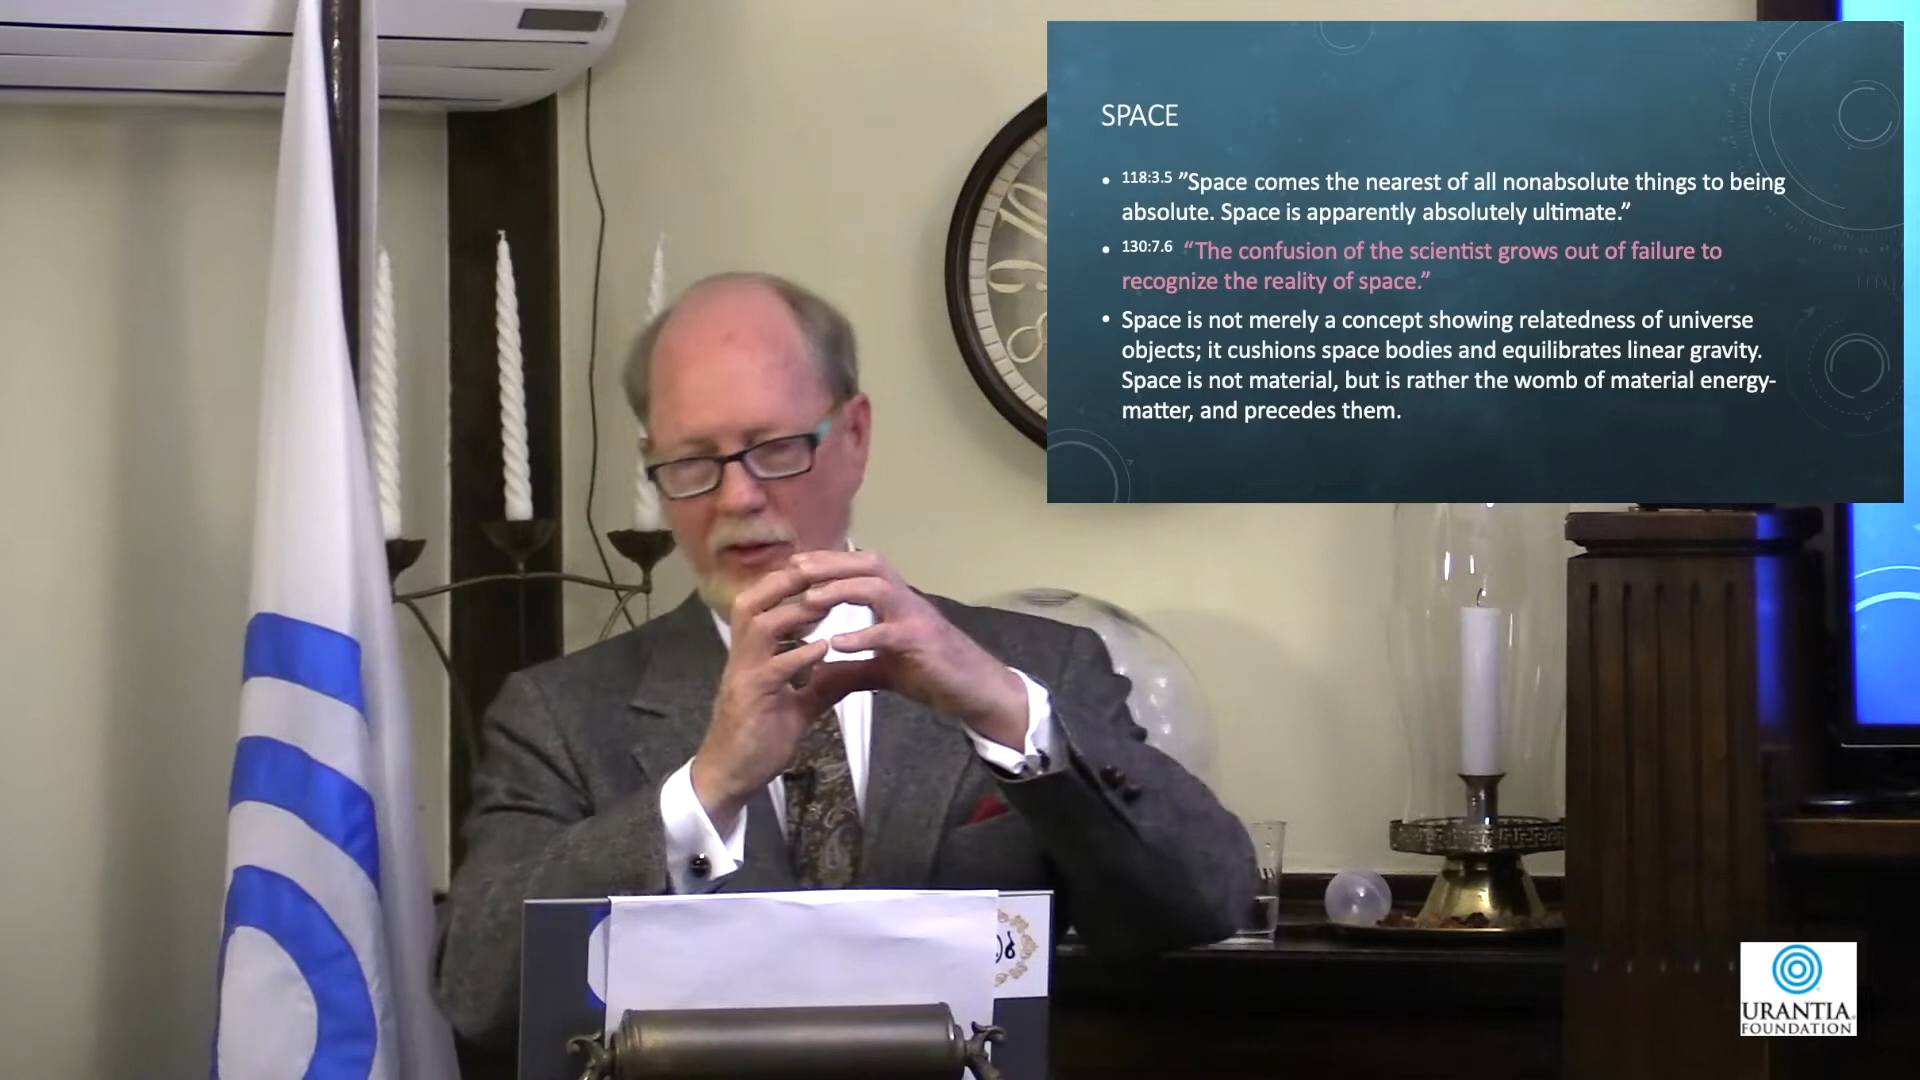 SPACE
• 118:3.5 ”Space comes the nearest of all nonabsolute things to being
absolute. Space is apparently absolutely ultimate.”
• 130:7.6 “The confusion of the scientist grows out of failure to
recognize the reality of space.”
• Space is not merely a concept showing relatedness of universe
objects; it cushions space bodies and equilibrates linear gravity.
Space is not material, but is rather the womb of material energy-
matter, and precedes them.
10
8
URANTIA®
FOUNDATION